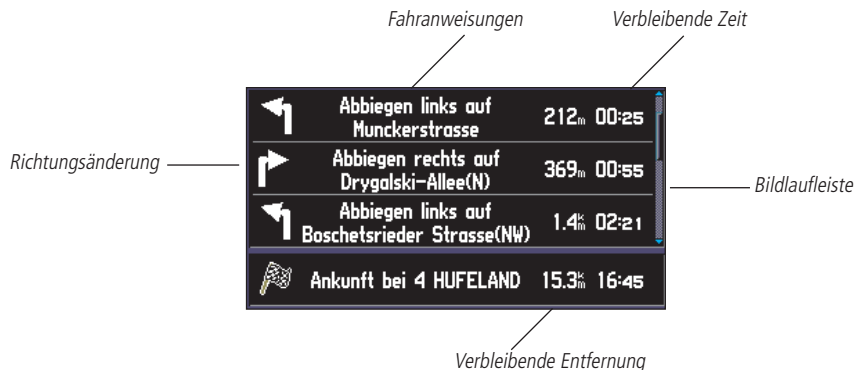 Fahranweisungen Verbleibende Zeit
Abbiegen links auf
Munckerstrasse
212m 00:25
Richtungsänderung
Abbiegen rechts auf
Drygalski-Allee(N)
369m 00:55
Bildlaufleiste
Abbiegen links auf
Boschetsrieder Strasse(NW)
1.4km 02:21
Ankunft bei 4 HUFELAND 15.3km 16:45
Verbleibende Entfernung